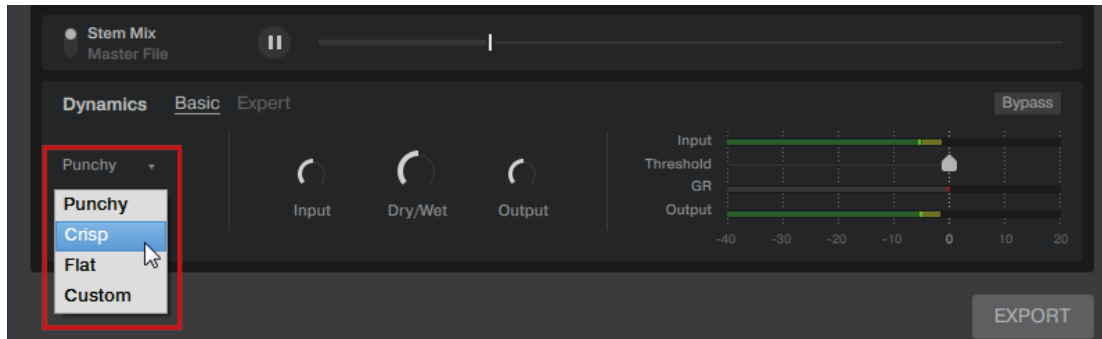 Stem Mix
Master File
Dynamics Basic Expert Bypass
Punchy
Punchy
Crisp
Flat
Custom
Input Dry/Wet Output
Input
Threshold
GR
Output
-40 -30 -20 -10 0 10 20
EXPORT